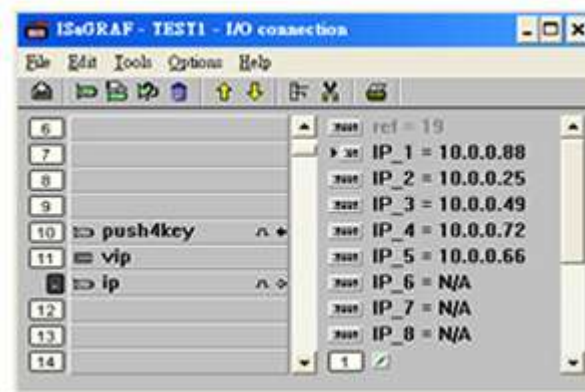 ISaGRAF - TEST1 - I/O connection
File Edit Tools Options Help
6
7
8
9
10 push4key
11 vip
ip
12
13
14
ref = 19
IP_1 = 10.0.0.88
IP_2 = 10.0.0.25
IP_3 = 10.0.0.49
IP_4 = 10.0.0.72
IP_5 = 10.0.0.66
IP_6 = N/A
IP_7 = N/A
IP_8 = N/A
1